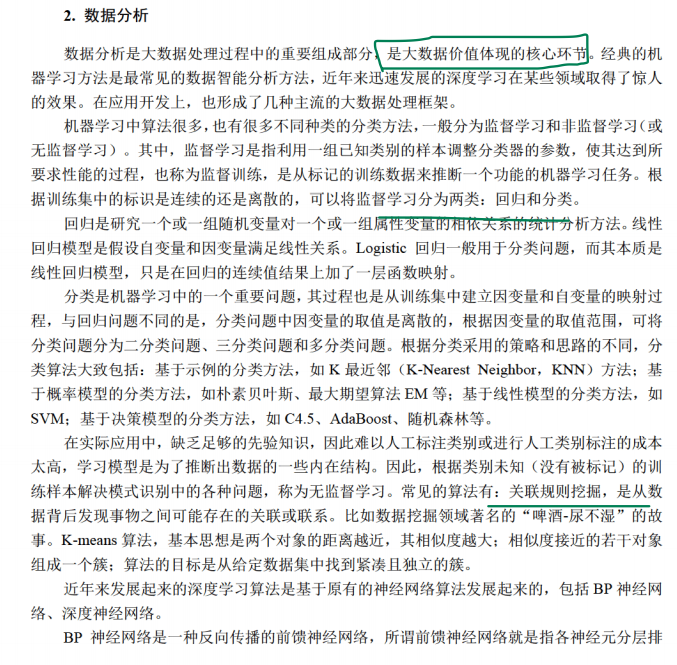 2. 数据分析
数据分析是大数据处理过程中的重要组成部分，是大数据价值体现的核心环节。经典的机
器学习方法是最常见的数据智能分析方法，近年来迅速发展的深度学习在某些领域取得了惊人
的效果。在应用开发上，也形成了几种主流的大数据处理框架。
机器学习中算法很多，也有很多不同种类的分类方法，一般分为监督学习和非监督学习（或
无监督学习）。其中，监督学习是指利用一组已知类别的样本调整分类器的参数，使其达到所
要求性能的过程，也称为监督训练，是从标记的训练数据来推断一个功能的机器学习任务。根
据训练集中的标识是连续的还是离散的，可以将监督学习分为两类：回归和分类。
回归是研究一个或一组随机变量对一个或一组属性变量的相依关系的统计分析方法。线性
回归模型是假设自变量和因变量满足线性关系。Logistic 回归一般用于分类问题，而其本质是
线性回归模型，只是在回归的连续值结果上加了一层函数映射。
分类是机器学习中的一个重要问题，其过程也是从训练集中建立因变量和自变量的映射过
程，与回归问题不同的是，分类问题中因变量的取值是离散的，根据因变量的取值范围，可将
分类问题分为二分类问题、三分类问题和多分类问题。根据分类采用的策略和思路的不同，分
类算法大致包括：基于示例的分类方法，如 K 最近邻（K-Nearest Neighbor，KNN）方法；基
于概率模型的分类方法，如朴素贝叶斯、最大期望算法 EM 等；基于线性模型的分类方法，如
SVM；基于决策模型的分类方法，如 C4.5、AdaBoost、随机森林等。
在实际应用中，缺乏足够的先验知识，因此难以人工标注类别或进行人工类别标注的成本
太高，学习模型是为了推断出数据的一些内在结构。因此，根据类别未知（没有被标记）的训
练样本解决模式识别中的各种问题，称为无监督学习。常见的算法有：关联规则挖掘，是从数
据背后发现事物之间可能存在的关联或联系。比如数据挖掘领域著名的“啤酒-尿不湿”的故
事。K-means 算法，基本思想是两个对象的距离越近，其相似度越大；相似度接近的若干对象
组成一个簇；算法的目标是从给定数据集中找到紧凑且独立的簇。
近年来发展起来的深度学习算法是基于原有的神经网络算法发展起来的，包括 BP 神经网
络、深度神经网络。
BP 神经网络是一种反向传播的前馈神经网络，所谓前馈神经网络就是指各神经元分层排